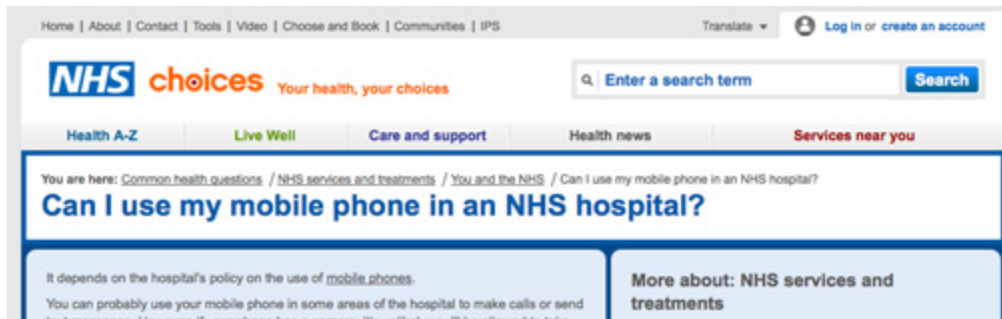 Home | About | Contact | Tools | Video | Choose and Book | Communities | IPS
Translate
Log in or create an account
NHS choices Your health, your choices
Enter a search term
Search
Health A-Z
Live Well
Care and support
Health news
Services near you
You are here: Common health questions / NHS services and treatments / You and the NHS / Can I use my mobile phone in an NHS hospital?
Can I use my mobile phone in an NHS hospital?
It depends on the hospital's policy on the use of mobile phones.
You can probably use your mobile phone in some areas of the hospital to make calls or send
More about: NHS services and
treatments